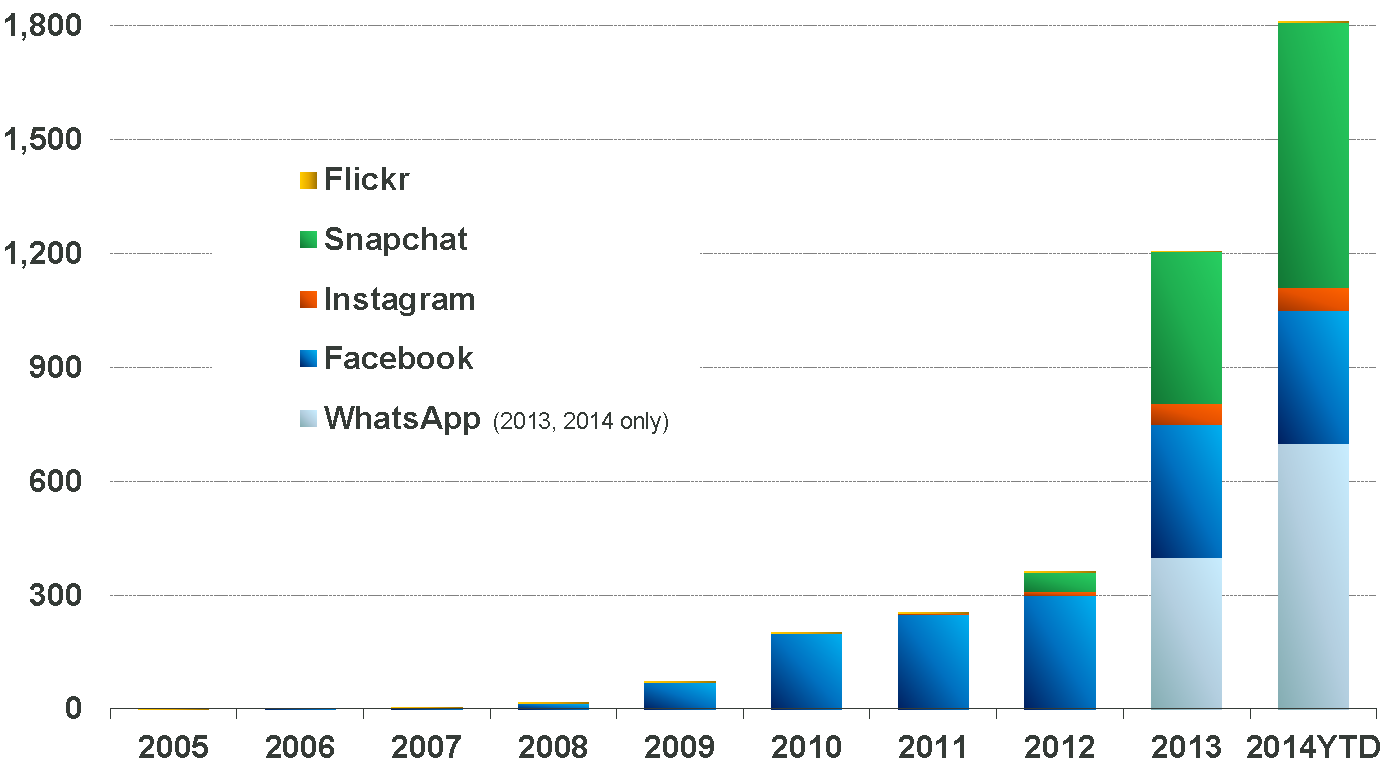 1,800
1,500
1,200
900
600
300
0
Flickr
Snapchat
Instagram
Facebook
WhatsApp (2013, 2014 only)
2005 2006 2007 2008 2009 2010 2011 2012 2013 2014YTD